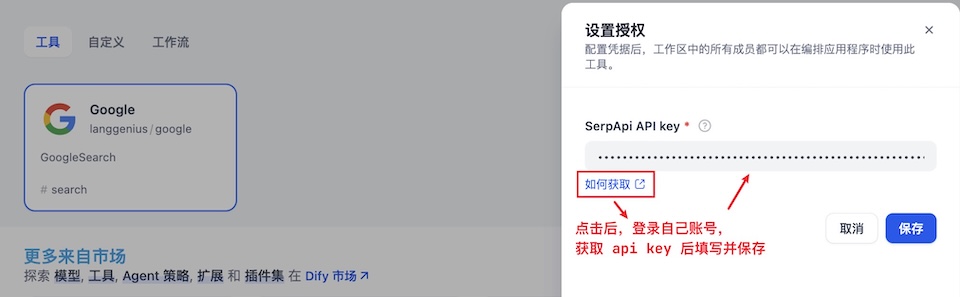 工具 自定义 工作流
Google
langgenius / google
GoogleSearch
# search
更多来自市场
探索 模型, 工具, Agent 策略, 扩展 和 插件集 在 Dify 市场
设置授权
配置凭据后，工作区中的所有成员都可以在编排应用程序时使用此
工具。
SerpApi API key *
如何获取
点击后，登录自己账号，
获取 api key 后填写并保存
取消 保存